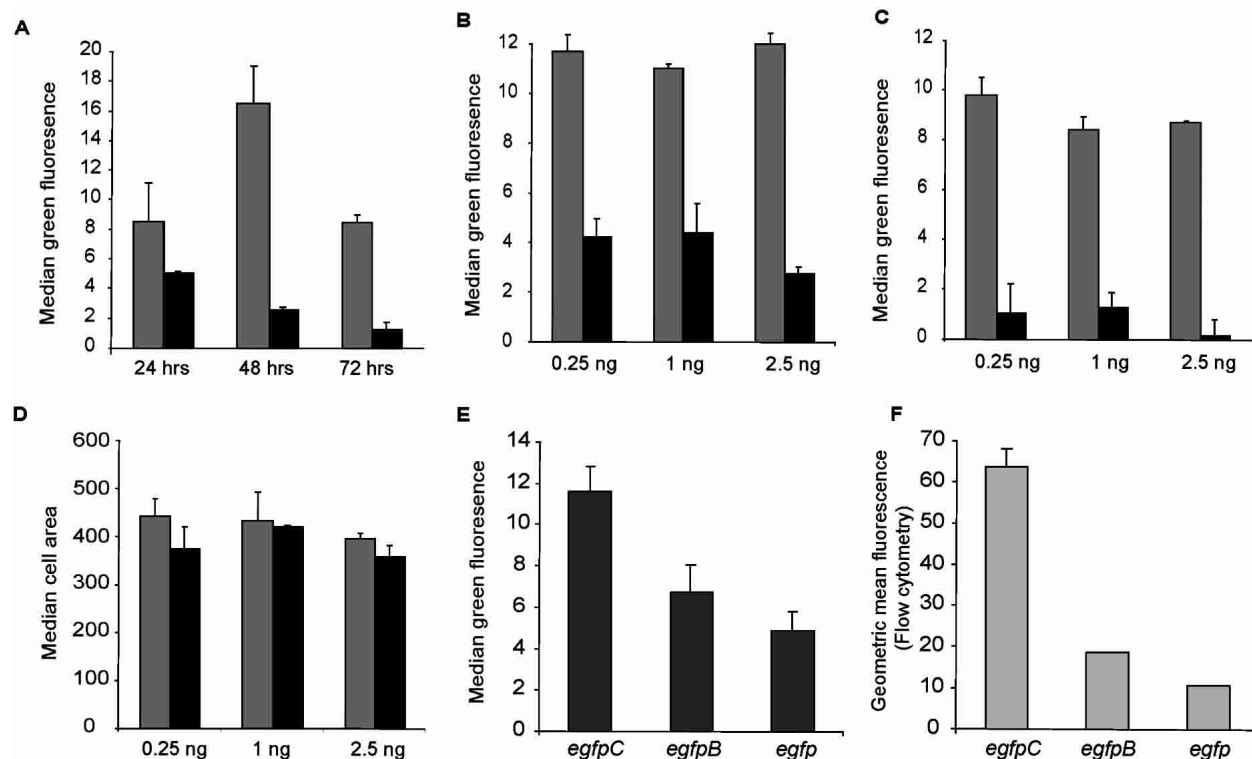 A
Median green fluoresence
20
18
16
14
12
10
8
6
4
2
0
24 hrs 48 hrs 72 hrs
B
Median green fluoresence
12
10
8
6
4
2
0
0.25 ng 1 ng 2.5 ng
C
Median green fluoresence
12
10
8
6
4
2
0
0.25 ng 1 ng 2.5 ng
D
Median cell area
600
500
400
300
200
100
0
0.25 ng 1 ng 2.5 ng
E
Median green fluoresence
14
12
10
8
6
4
2
0
egfpC egfpB egfp
F
Geometric mean fluorescence
(Flow cytometry)
70
60
50
40
30
20
10
0
egfpC egfpB egfp